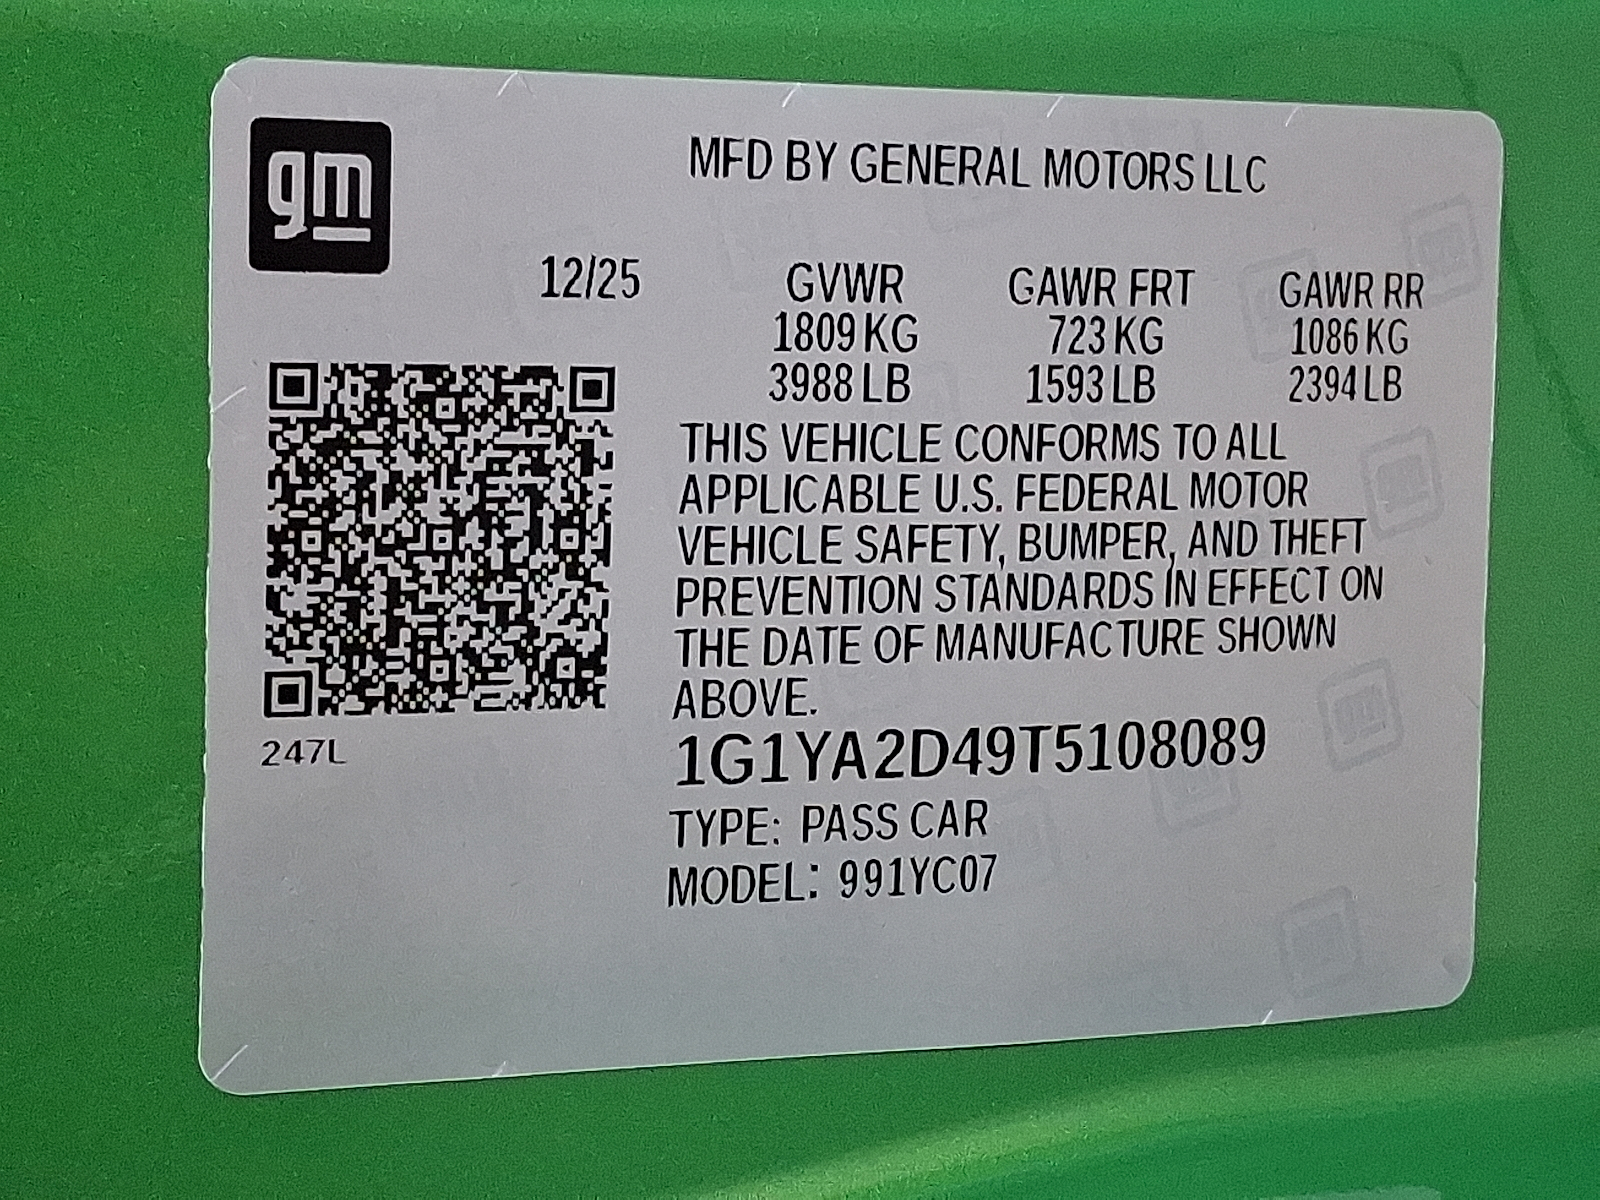 gm
MFD BY GENERAL MOTORS LLC
12/25 GVWR GAWR FRT GAWR RR
1809 KG 723 KG 1086 KG
3988 LB 1593 LB 2394 LB
THIS VEHICLE CONFORMS TO ALL
APPLICABLE U.S. FEDERAL MOTOR
VEHICLE SAFETY, BUMPER, AND THEFT
PREVENTION STANDARDS IN EFFECT ON
THE DATE OF MANUFACTURE SHOWN
ABOVE.
247L
1G1YA2D49T5108089
TYPE: PASS CAR
MODEL: 991YC07